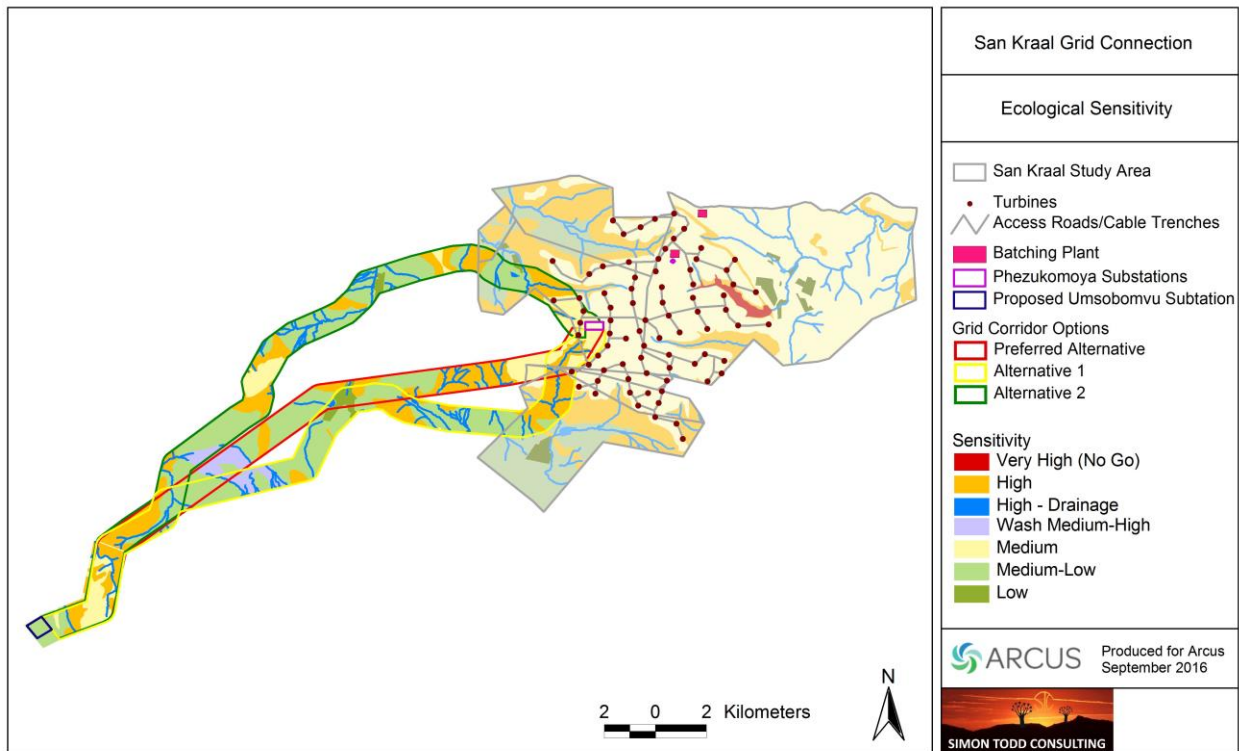 San Kraal Grid Connection
Ecological Sensitivity
San Kraal Study Area
Turbines
Access Roads/Cable Trenches
Batching Plant
Phezukomoya Substations
Proposed Umsobomvu Subtation
Grid Corridor Options
Preferred Alternative
Alternative 1
Alternative 2
Sensitivity
Very High (No Go)
High
High - Drainage
Wash Medium-High
Medium
Medium-Low
Low
ARCUS
Produced for Arcus
September 2016
SIMON TODD CONSULTING
N
2 0 2 Kilometers